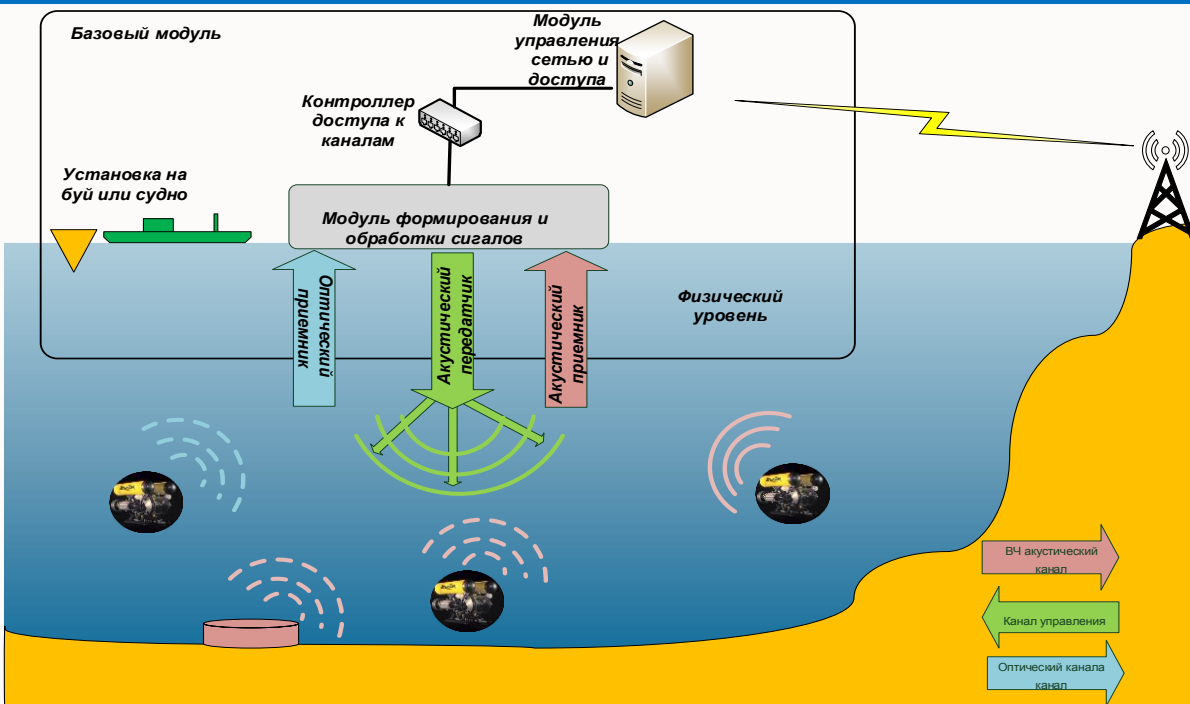 Базовый модуль
Модуль
управления
сетью и
доступа
Контроллер
доступа к
каналам
Установка на
буй или судно
Модуль формирования и
обработки сигалов
Оптический
приемник
Акустический
передатчик
Акустический
приемник
Физический
уровень
ВЧ акустический
канал
Канал управления
Оптический канала
канал